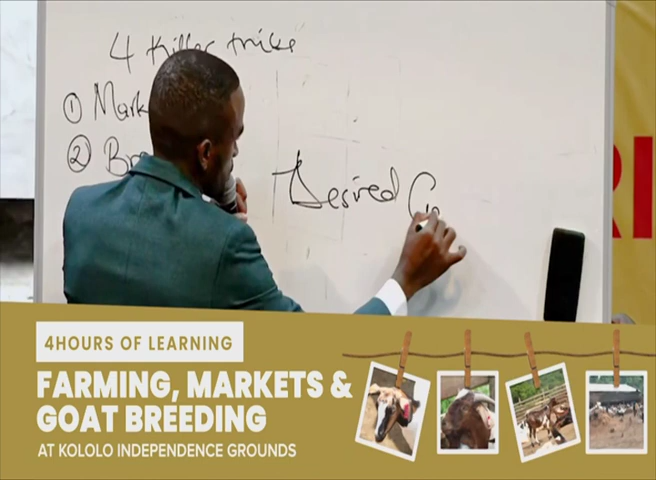 4 Killer tricks
① Mark
② Br
Desired
RI
4HOURS OF LEARNING
FARMING, MARKETS &
GOAT BREEDING
AT KOLOLO INDEPENDENCE GROUNDS